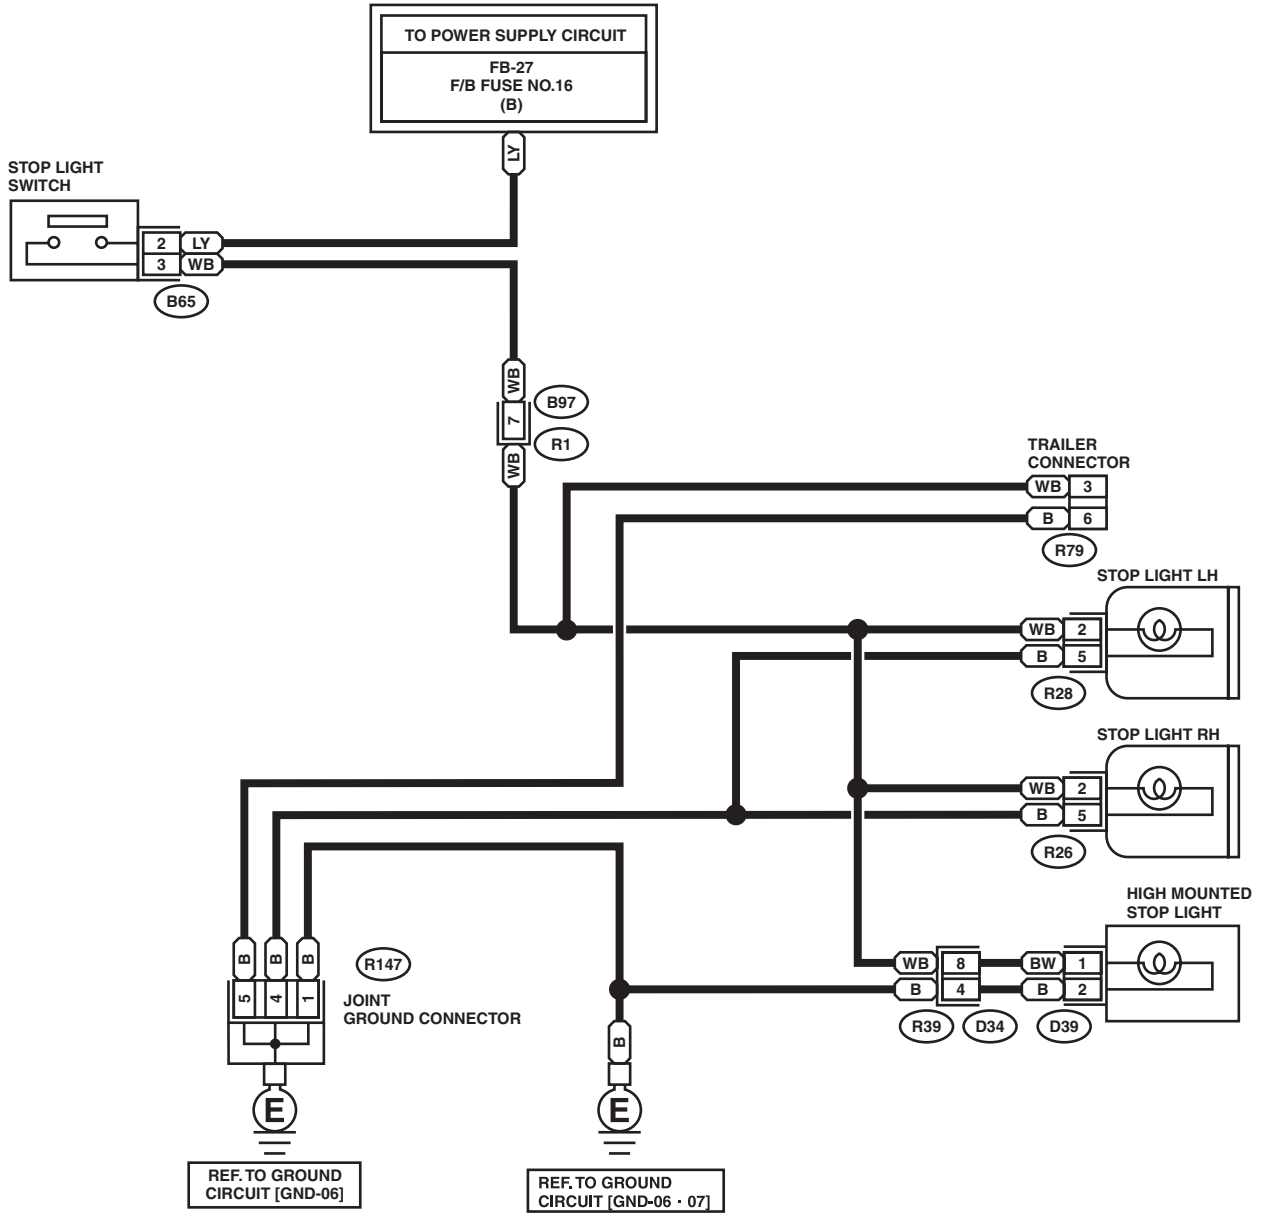 TO POWER SUPPLY CIRCUIT
FB-27
F/B FUSE NO.16
(B)
LY
STOP LIGHT
SWITCH
2 LY
3 WB
B65
WB
B97
7
R1
WB
TRAILER
CONNECTOR
WB 3
B 6
R79
STOP LIGHT LH
WB 2
B 5
R28
STOP LIGHT RH
WB 2
B 5
R26
HIGH MOUNTED
STOP LIGHT
WB 8 BW 1
B 4 B 2
R39 D34 D39
B B B
R147
5 4 1
JOINT
GROUND CONNECTOR
B
E
E
REF. TO GROUND
CIRCUIT [GND-06]
REF. TO GROUND
CIRCUIT [GND-06 · 07]